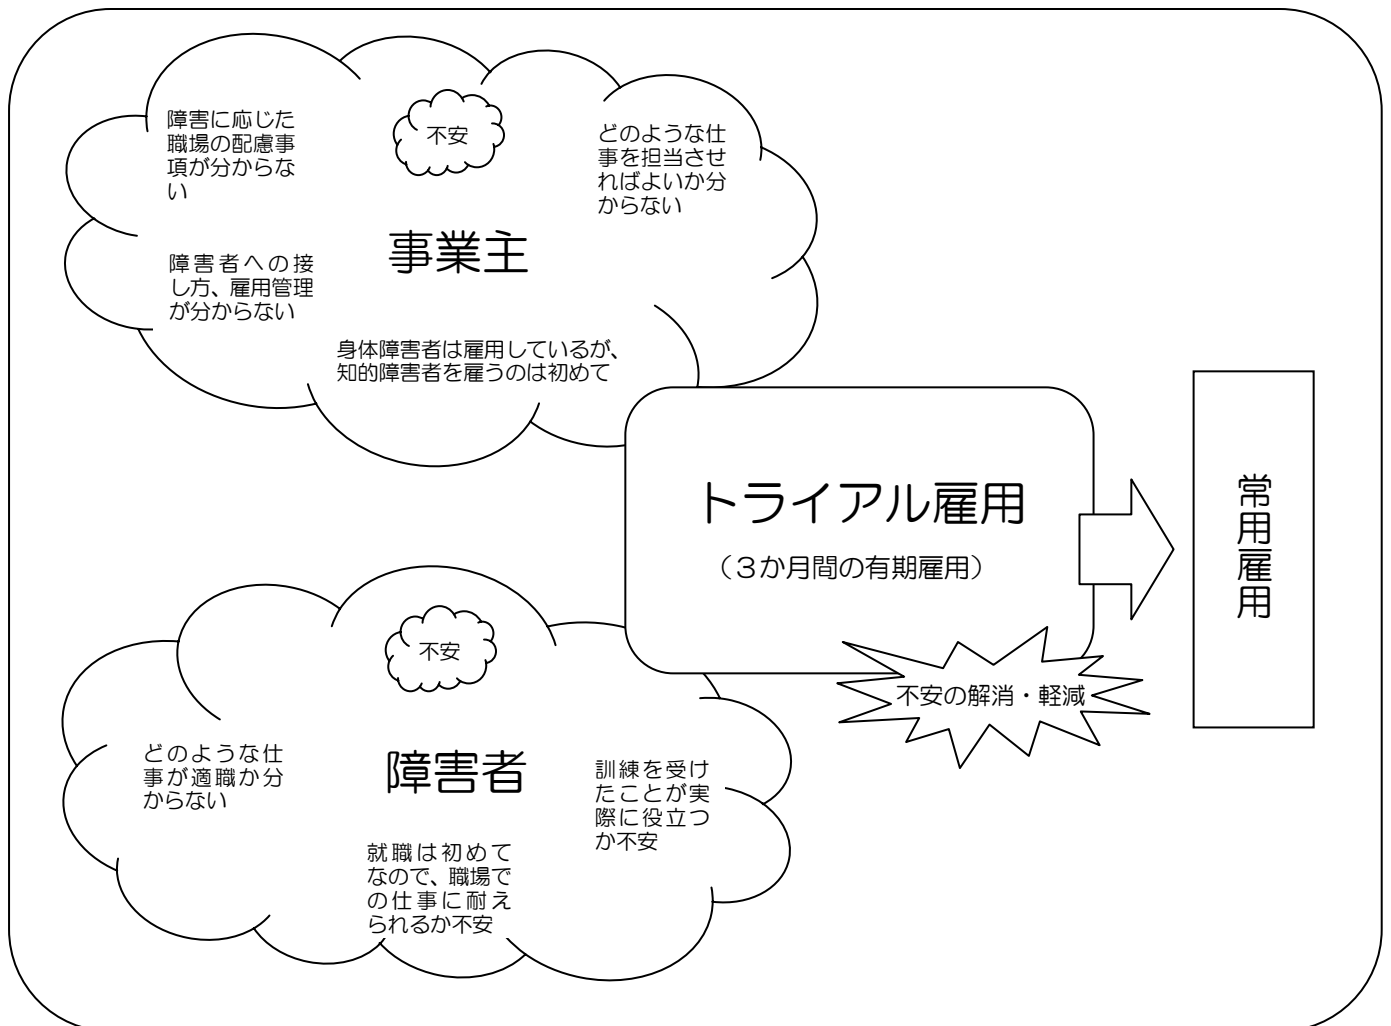 不安
障害に応じた
職場の配慮事
項が分からな
い
どのような仕
事を担当させ
ればよいか分
からない
事業主
障害者への接
し方、雇用管理
が分からない
身体障害者は雇用しているが、
知的障害者を雇うのは初めて
トライアル雇用
（３か月間の有期雇用）
常用雇用
不安の解消・軽減
不安
障害者
どのような仕
事が適職か分
からない
訓練を受け
たことが実
際に役立つ
か不安
就職は初めて
なので、職場で
の仕事に耐え
られるか不安